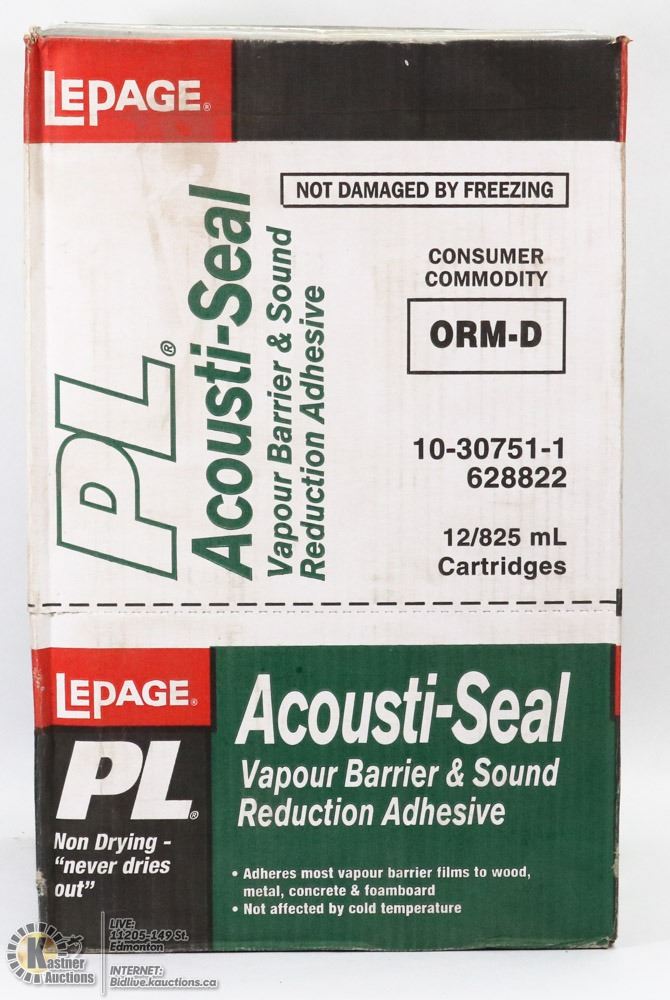 LEPAGE®
NOT DAMAGED BY FREEZING
CONSUMER
COMMODITY
ORM-D
PL®
Acousti-Seal
Vapour Barrier & Sound
Reduction Adhesive
10-30751-1
628822
12/825 mL
Cartridges
LEPAGE®
PL®
Non Drying -
“never dries
out”
Acousti-Seal
Vapour Barrier & Sound
Reduction Adhesive
• Adheres most vapour barrier films to wood,
metal, concrete & foamboard
• Not affected by cold temperature
Kastner
Auctions
LIVE:
11205-149 St.
Edmonton
INTERNET:
Bidlive.kauctions.ca